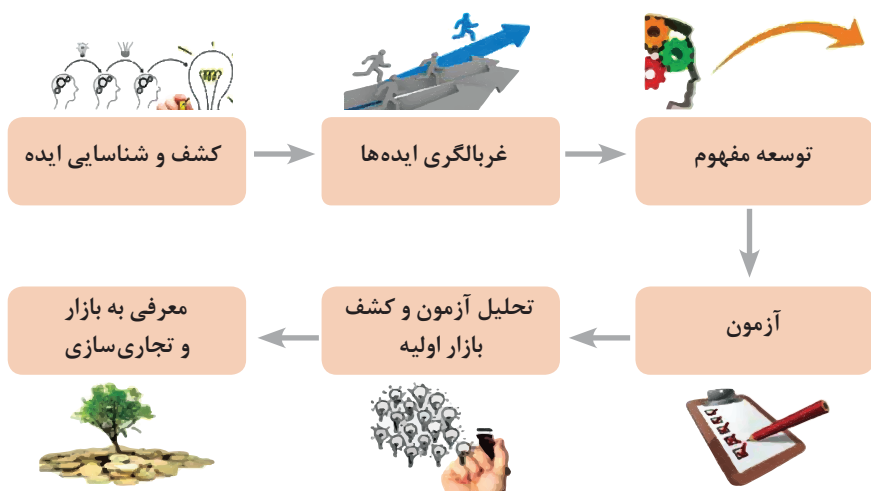 کشف و شناسایی ایده
غربالگری ایده‌ها
توسعه مفهوم
آزمون
تحلیل آزمون و کشف
بازار اولیه
معرفی به بازار
و تجاری‌سازی